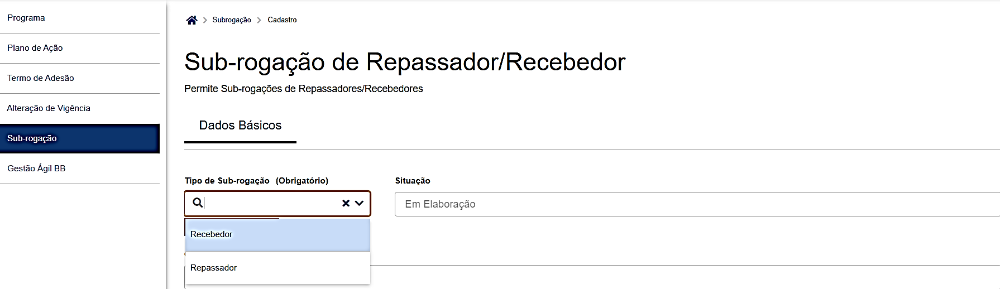 Programa
Plano de Ação
Termo de Adesão
Alteração de Vigência
Sub-rogação
Gestão Ágil BB
Subrogação
Cadastro
Sub-rogação de Repassador/Recebedor
Permite Sub-rogações de Repassadores/Recebedores
Dados Básicos
Tipo de Sub-rogação (Obrigatório)
Recebedor
Repassador
Situação
Em Elaboração